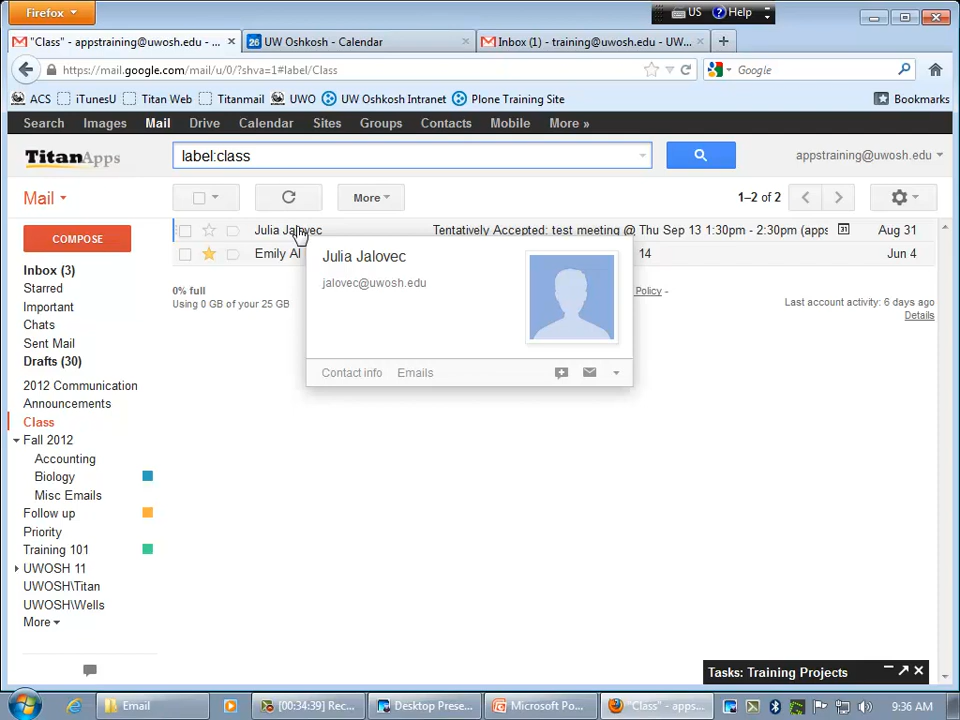 Firefox
US Help
"Class" - appstraining@uwosh.edu - ...
26 UW Oshkosh - Calendar
Inbox (1) - training@uwosh.edu - UW...
https://mail.google.com/mail/u/0/?shva=1#label/Class
Google
ACS iTunesU Titan Web Titanmail UWO UW Oshkosh Intranet Plone Training Site
Bookmarks
Search Images Mail Drive Calendar Sites Groups Contacts Mobile More »
TitanApps
label:class
appstraining@uwosh.edu
Mail
More
1–2 of 2
COMPOSE
Julia Jalovec
Tentatively Accepted: test meeting @ Thu Sep 13 1:30pm - 2:30pm (apps
31
Aug 31
Emily Al
14
Jun 4
Julia Jalovec
jalovec@uwosh.edu
Contact info Emails
0% full
Using 0 GB of your 25 GB
Policy -
Last account activity: 6 days ago
Details
Inbox (3)
Starred
Important
Chats
Sent Mail
Drafts (30)
2012 Communication
Announcements
Class
Fall 2012
Accounting
Biology
Misc Emails
Follow up
Priority
Training 101
UWOSH 11
UWOSH\Titan
UWOSH\Wells
More
Tasks: Training Projects
Email
[00:34:39] Rec...
Desktop Prese...
Microsoft Po...
"Class" - apps...
9:36 AM